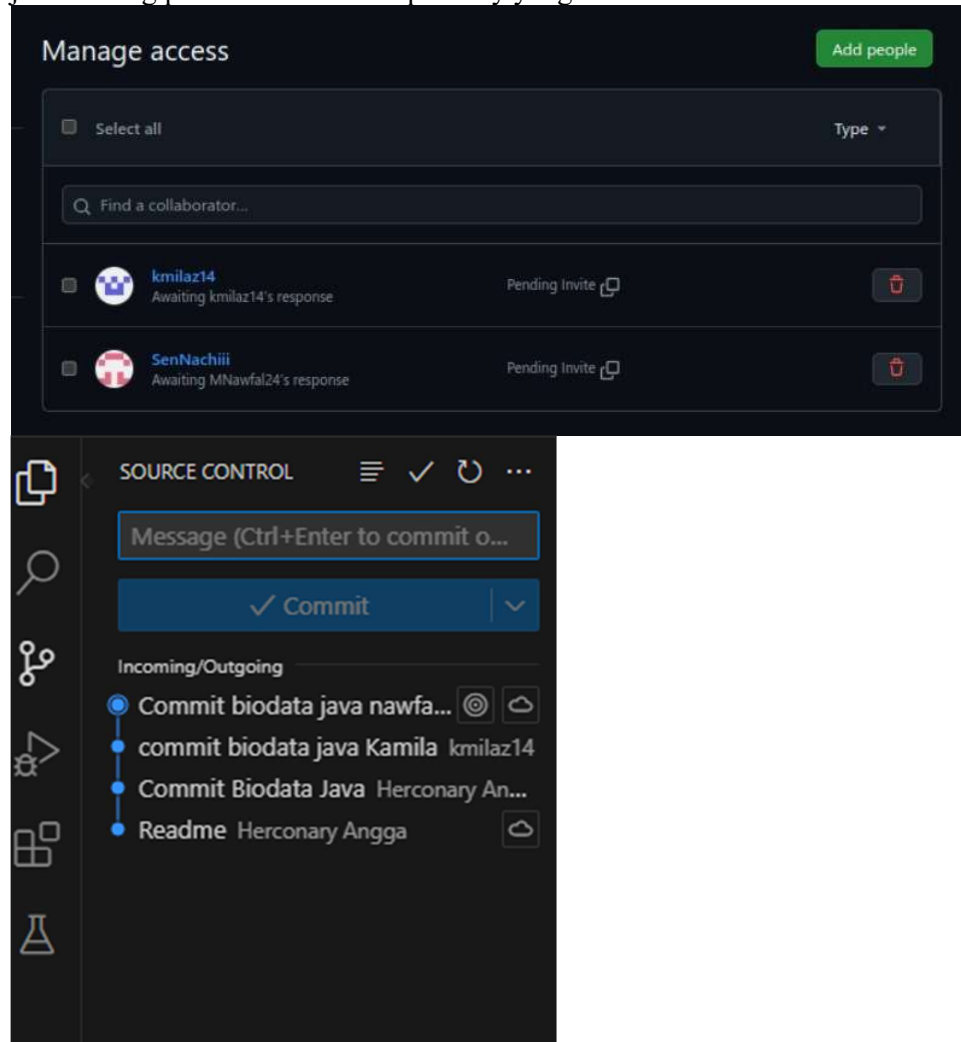 Manage access
Add people
Select all
Type
Find a collaborator...
kmilaz14
Awaiting kmilaz14's response
Pending Invite
SenNachiii
Awaiting MNawfal24's response
Pending Invite
SOURCE CONTROL
Message (Ctrl+Enter to commit o...
Commit
Incoming/Outgoing
Commit biodata java nawfa...
commit biodata java Kamila kmilaz14
Commit Biodata Java Herconary An...
Readme Herconary Angga